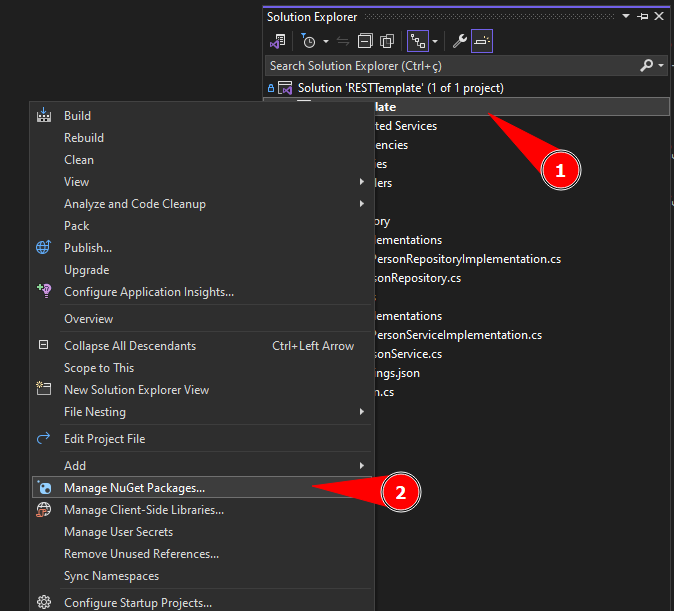 Solution Explorer
Search Solution Explorer (Ctrl+ç)
Solution 'RESTTemplate' (1 of 1 project)
1
Build
Rebuild
Clean
View
Analyze and Code Cleanup
Pack
Publish...
Upgrade
Configure Application Insights...
Overview
Collapse All Descendants Ctrl+Left Arrow
Scope to This
New Solution Explorer View
File Nesting
Edit Project File
Add
Manage NuGet Packages...
2
Manage Client-Side Libraries...
Manage User Secrets
Remove Unused References...
Sync Namespaces
Configure Startup Projects...
late
ted Services
encies
ies
lers
ory
lementations
PersonRepositoryImplementation.cs
sonRepository.cs
s
lementations
PersonServiceImplementation.cs
sonService.cs
ings.json
n.cs